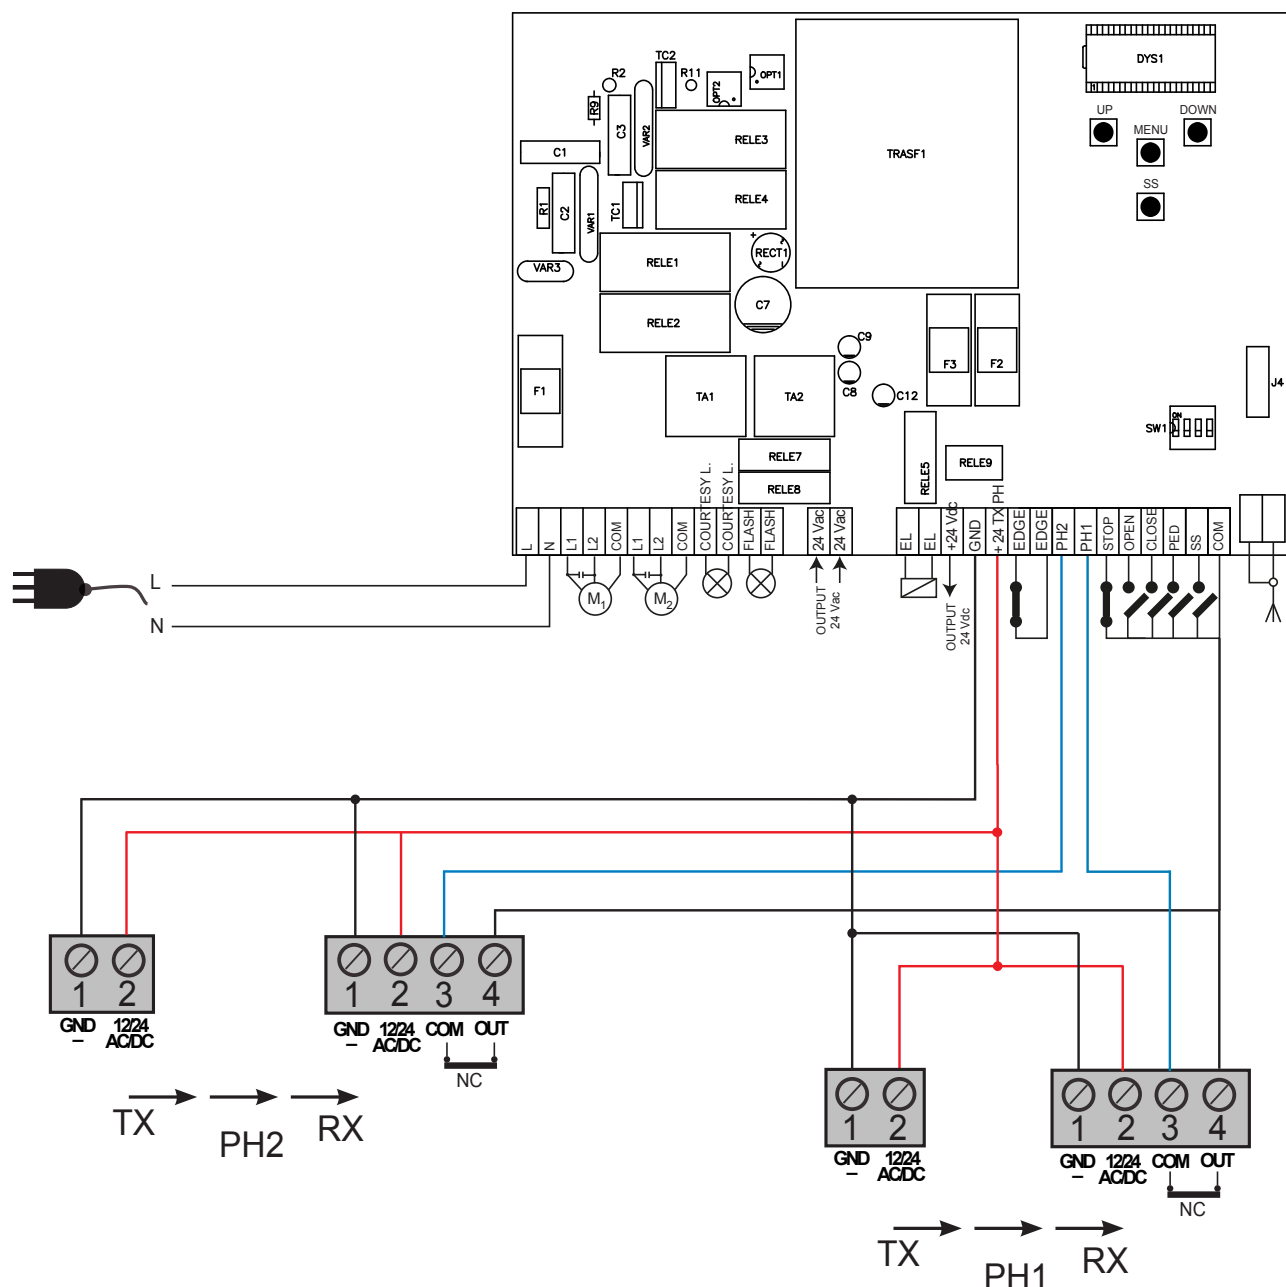 DYS1
1
UP
MENU
DOWN
SS
TC2
R2
R11
OPT2
OPT1
R9
C3
VAR2
RELE3
C1
TRASF1
R1
C2
VAR1
TC1
RELE4
+
RECT1
VAR3
RELE1
C7
RELE2
C9
C8
C12
F3
F2
J4
F1
TA1
TA2
ON
SW1
RELE7
RELE8
RELE5
RELE9
L
N
L1
L2
COM
L1
L2
COM
COURTESY L.
COURTESY L.
FLASH
FLASH
24 Vac
24 Vac
EL
EL
+24 Vdc
GND
+ 24 TX PH
EDGE
EDGE
PH2
PH1
STOP
OPEN
CLOSE
PED
SS
COM
L
N
M1
M2
OUTPUT
24 Vac
OUTPUT
24 Vdc
1 2
GND 12/24
– AC/DC
1 2 3 4
GND 12/24 COM OUT
– AC/DC
NC
TX PH2 RX
1 2
GND 12/24
– AC/DC
1 2 3 4
GND 12/24 COM OUT
– AC/DC
NC
TX PH1 RX